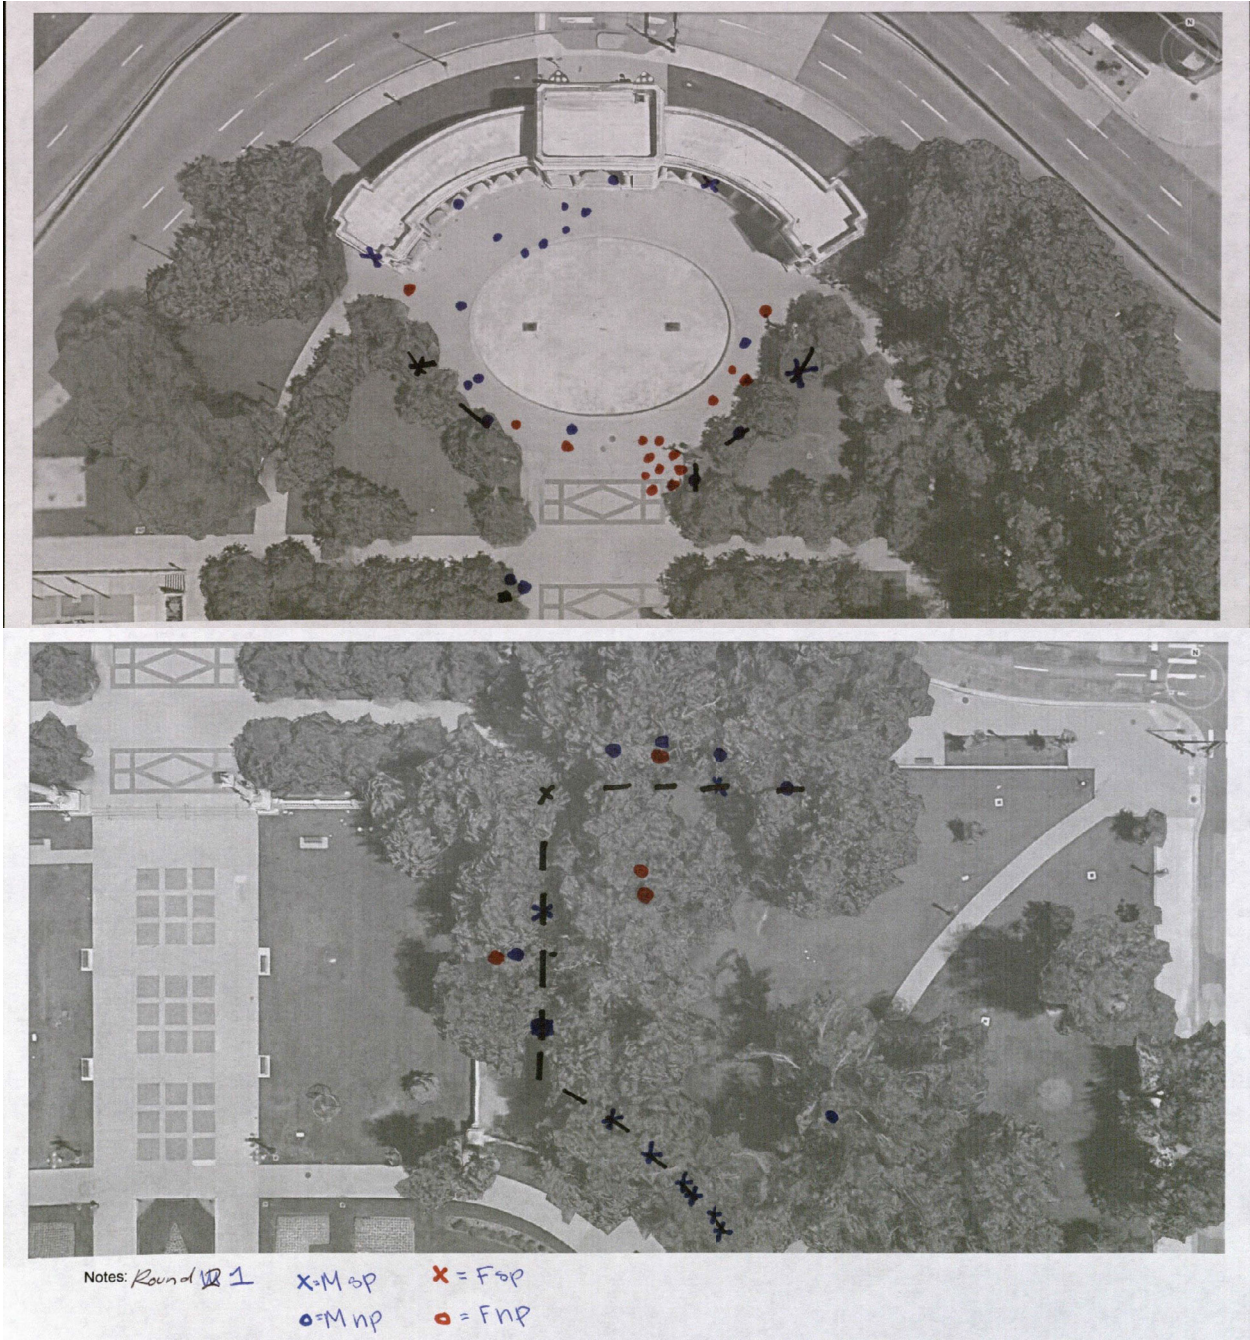 N
N
Notes: Round 1 x=M sp x = F sp
o=M np o = F np